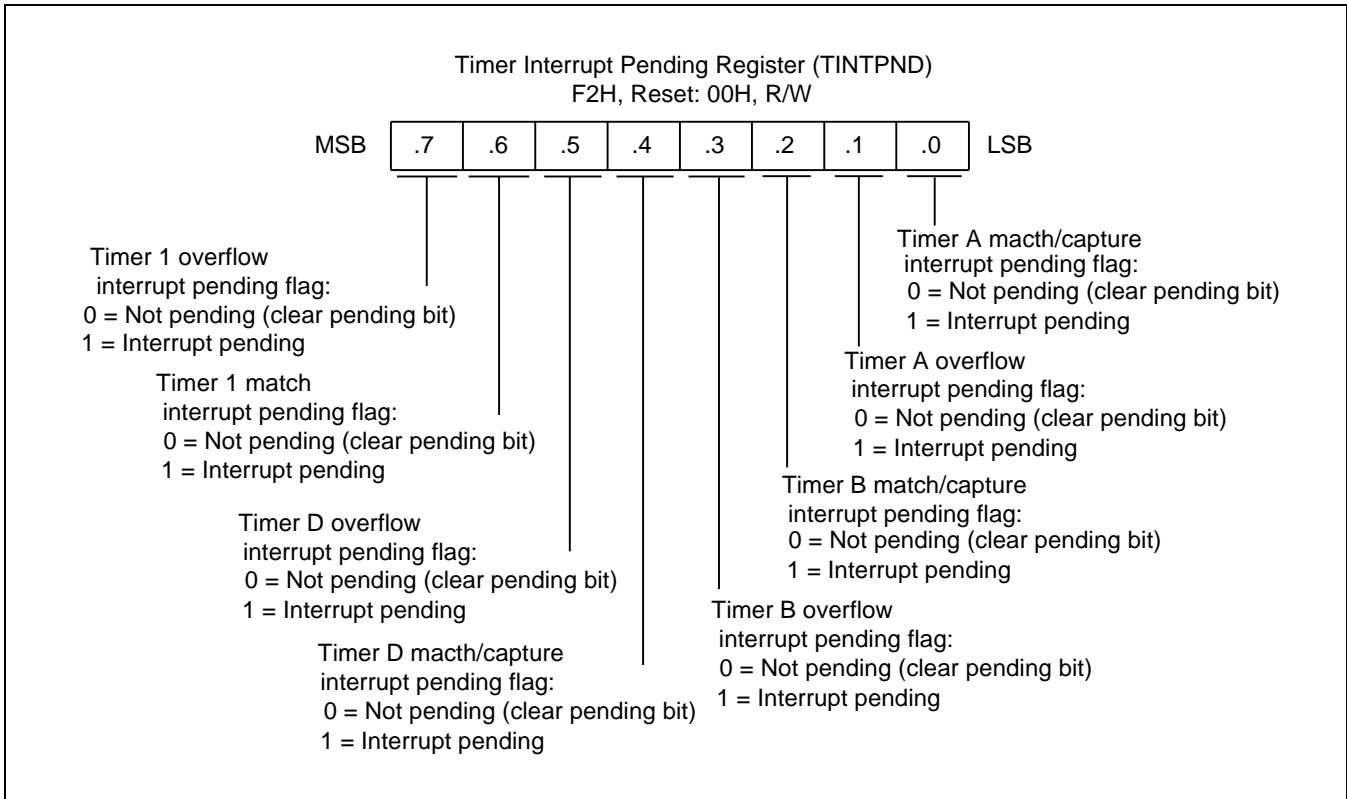 Timer Interrupt Pending Register (TINTPND)
F2H, Reset: 00H, R/W
MSB .7 .6 .5 .4 .3 .2 .1 .0 LSB
Timer 1 overflow
interrupt pending flag:
0 = Not pending (clear pending bit)
1 = Interrupt pending
Timer 1 match
interrupt pending flag:
0 = Not pending (clear pending bit)
1 = Interrupt pending
Timer D overflow
interrupt pending flag:
0 = Not pending (clear pending bit)
1 = Interrupt pending
Timer D macth/capture
interrupt pending flag:
0 = Not pending (clear pending bit)
1 = Interrupt pending
Timer A macth/capture
interrupt pending flag:
0 = Not pending (clear pending bit)
1 = Interrupt pending
Timer A overflow
interrupt pending flag:
0 = Not pending (clear pending bit)
1 = Interrupt pending
Timer B match/capture
interrupt pending flag:
0 = Not pending (clear pending bit)
1 = Interrupt pending
Timer B overflow
interrupt pending flag:
0 = Not pending (clear pending bit)
1 = Interrupt pending